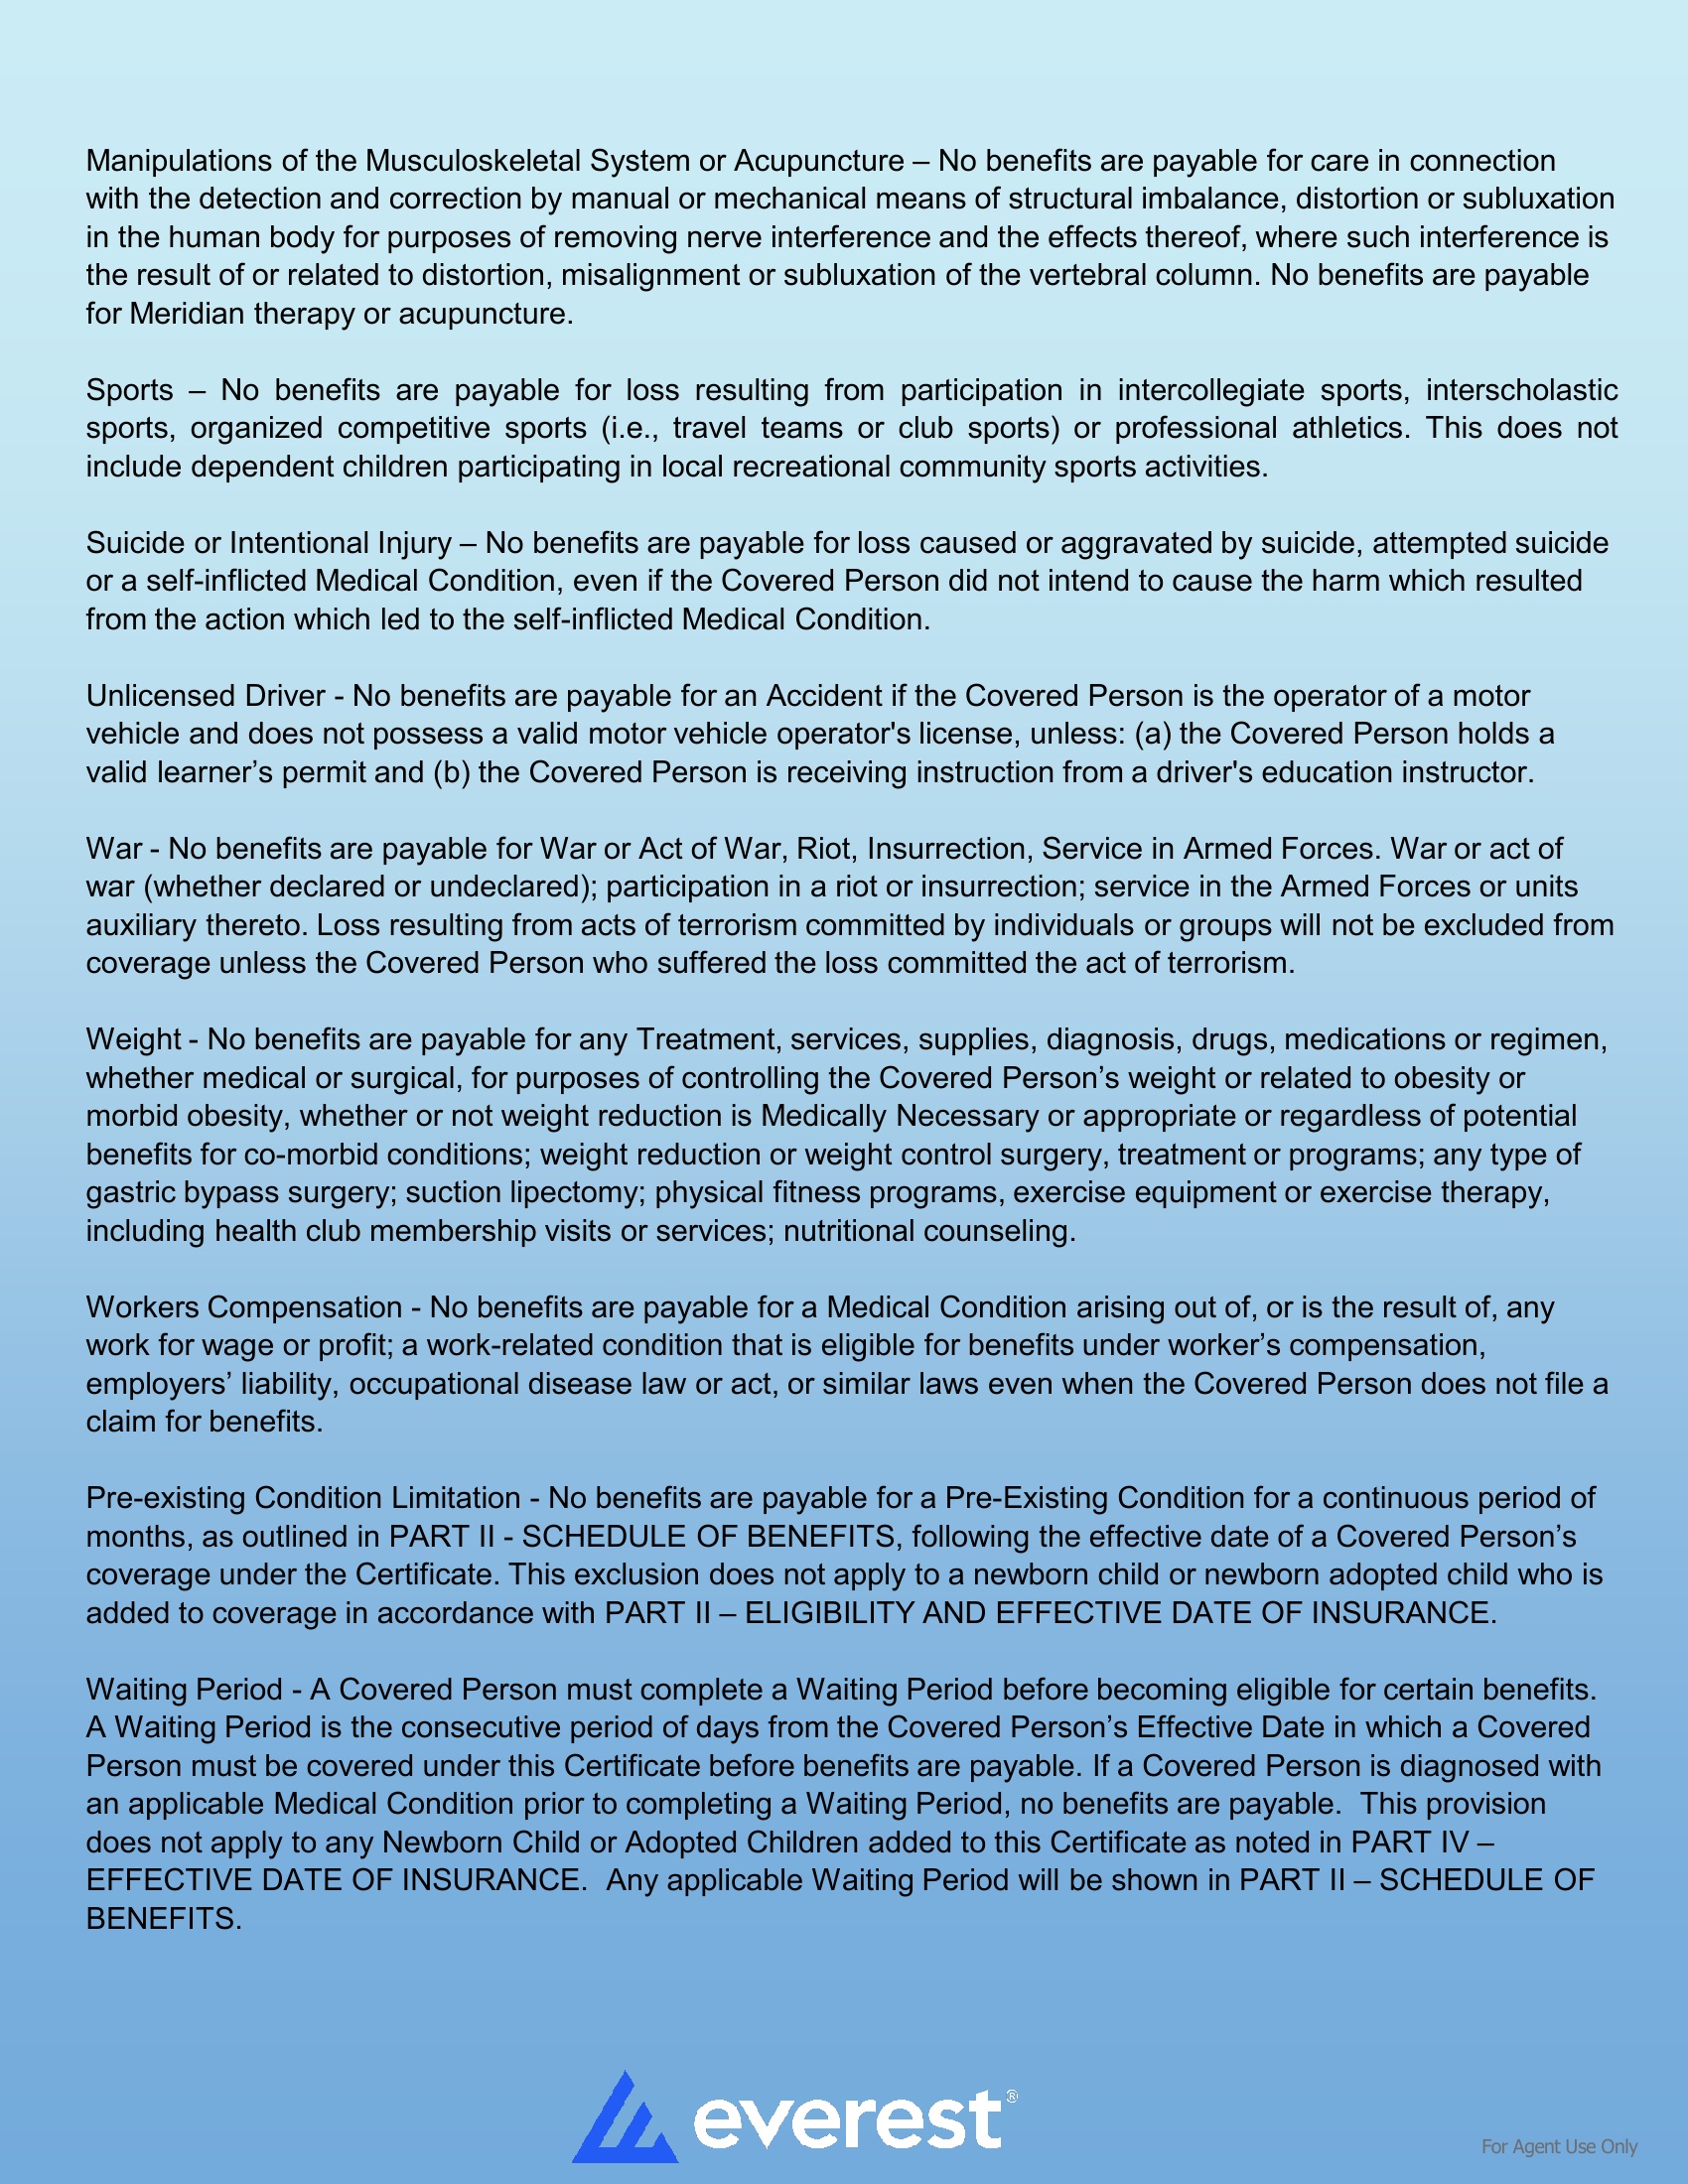 Manipulations of the Musculoskeletal System or Acupuncture – No benefits are payable for care in connection
with the detection and correction by manual or mechanical means of structural imbalance, distortion or subluxation
in the human body for purposes of removing nerve interference and the effects thereof, where such interference is
the result of or related to distortion, misalignment or subluxation of the vertebral column. No benefits are payable
for Meridian therapy or acupuncture.
Sports – No benefits are payable for loss resulting from participation in intercollegiate sports, interscholastic
sports, organized competitive sports (i.e., travel teams or club sports) or professional athletics. This does not
include dependent children participating in local recreational community sports activities.
Suicide or Intentional Injury – No benefits are payable for loss caused or aggravated by suicide, attempted suicide
or a self-inflicted Medical Condition, even if the Covered Person did not intend to cause the harm which resulted
from the action which led to the self-inflicted Medical Condition.
Unlicensed Driver - No benefits are payable for an Accident if the Covered Person is the operator of a motor
vehicle and does not possess a valid motor vehicle operator's license, unless: (a) the Covered Person holds a
valid learner’s permit and (b) the Covered Person is receiving instruction from a driver's education instructor.
War - No benefits are payable for War or Act of War, Riot, Insurrection, Service in Armed Forces. War or act of
war (whether declared or undeclared); participation in a riot or insurrection; service in the Armed Forces or units
auxiliary thereto. Loss resulting from acts of terrorism committed by individuals or groups will not be excluded from
coverage unless the Covered Person who suffered the loss committed the act of terrorism.
Weight - No benefits are payable for any Treatment, services, supplies, diagnosis, drugs, medications or regimen,
whether medical or surgical, for purposes of controlling the Covered Person’s weight or related to obesity or
morbid obesity, whether or not weight reduction is Medically Necessary or appropriate or regardless of potential
benefits for co-morbid conditions; weight reduction or weight control surgery, treatment or programs; any type of
gastric bypass surgery; suction lipectomy; physical fitness programs, exercise equipment or exercise therapy,
including health club membership visits or services; nutritional counseling.
Workers Compensation - No benefits are payable for a Medical Condition arising out of, or is the result of, any
work for wage or profit; a work-related condition that is eligible for benefits under worker’s compensation,
employers’ liability, occupational disease law or act, or similar laws even when the Covered Person does not file a
claim for benefits.
Pre-existing Condition Limitation - No benefits are payable for a Pre-Existing Condition for a continuous period of
months, as outlined in PART II - SCHEDULE OF BENEFITS, following the effective date of a Covered Person’s
coverage under the Certificate. This exclusion does not apply to a newborn child or newborn adopted child who is
added to coverage in accordance with PART II – ELIGIBILITY AND EFFECTIVE DATE OF INSURANCE.
Waiting Period - A Covered Person must complete a Waiting Period before becoming eligible for certain benefits.
A Waiting Period is the consecutive period of days from the Covered Person’s Effective Date in which a Covered
Person must be covered under this Certificate before benefits are payable. If a Covered Person is diagnosed with
an applicable Medical Condition prior to completing a Waiting Period, no benefits are payable.  This provision
does not apply to any Newborn Child or Adopted Children added to this Certificate as noted in PART IV –
EFFECTIVE DATE OF INSURANCE.  Any applicable Waiting Period will be shown in PART II – SCHEDULE OF
BENEFITS.
everest®
For Agent Use Only